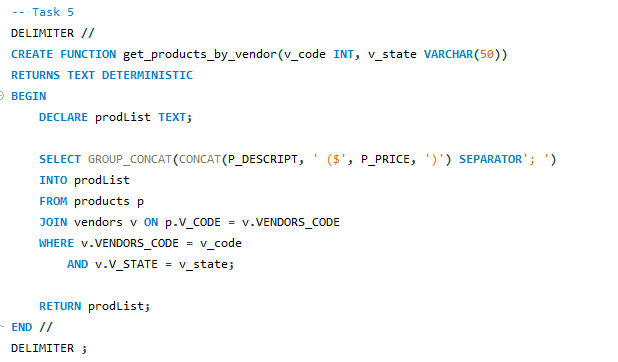 -- Task 5
DELIMITER //
CREATE FUNCTION get_products_by_vendor(v_code INT, v_state VARCHAR(50))
RETURNS TEXT DETERMINISTIC
BEGIN
    DECLARE prodList TEXT;

    SELECT GROUP_CONCAT(CONCAT(P_DESCRIPT, ' ($', P_PRICE, ')') SEPARATOR'; ')
    INTO prodList
    FROM products p
    JOIN vendors v ON p.V_CODE = v.VENDORS_CODE
    WHERE v.VENDORS_CODE = v_code
        AND v.V_STATE = v_state;

    RETURN prodList;
END //
DELIMITER ;